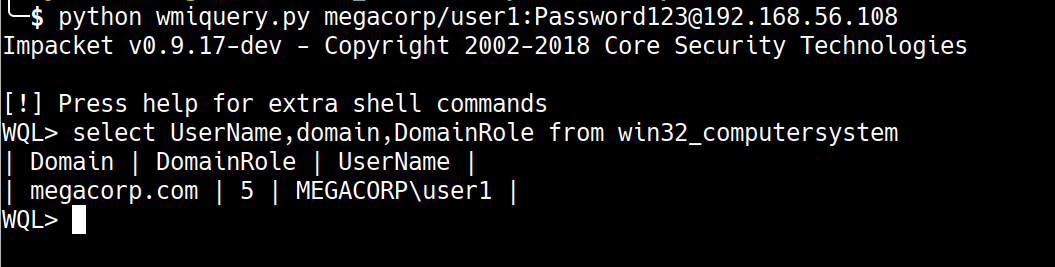 ╰─$ python wmiquery.py megacorp/user1:Password123@192.168.56.108
Impacket v0.9.17-dev - Copyright 2002-2018 Core Security Technologies
[!] Press help for extra shell commands
WQL> select UserName,domain,DomainRole from win32_computersystem
| Domain | DomainRole | UserName |
| megacorp.com | 5 | MEGACORP\user1 |
WQL>